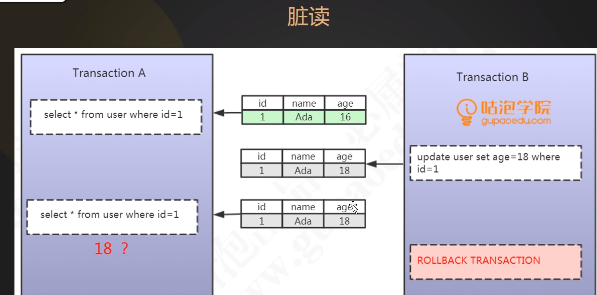 脏读
Transaction A
Transaction B
select * from user where id=1
id name age
1 Ada 16
咕泡学院
gupaoedu.com
update user set age=18 where
id=1
id name age
1 Ada 18
select * from user where id=1
id name age
1 Ada 18
18 ?
ROLLBACK TRANSACTION